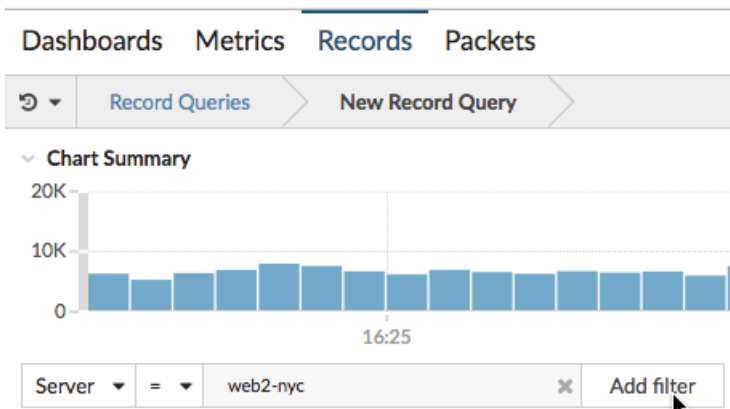 Dashboards Metrics Records Packets
Record Queries New Record Query
Chart Summary
20K
10K
0
16:25
Server = web2-nyc Add filter